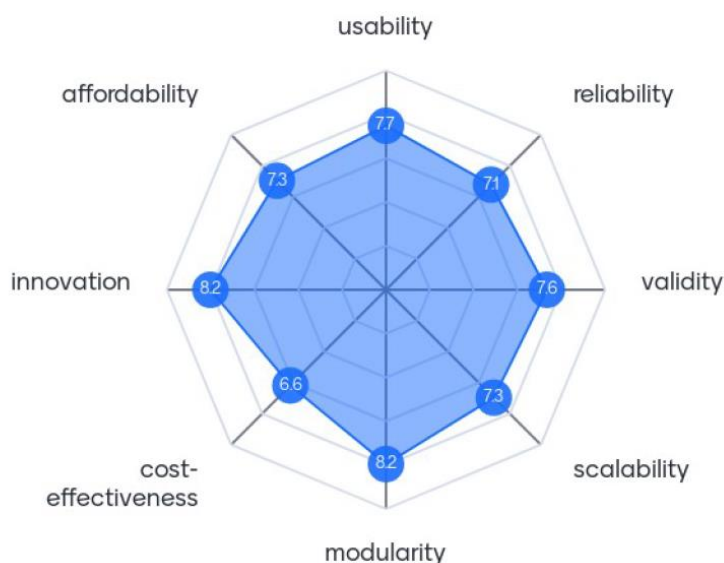 usability
affordability
reliability
7.7
7.3
7.1
innovation
8.2
7.6
validity
6.6
7.3
cost-
effectiveness
8.2
scalability
modularity